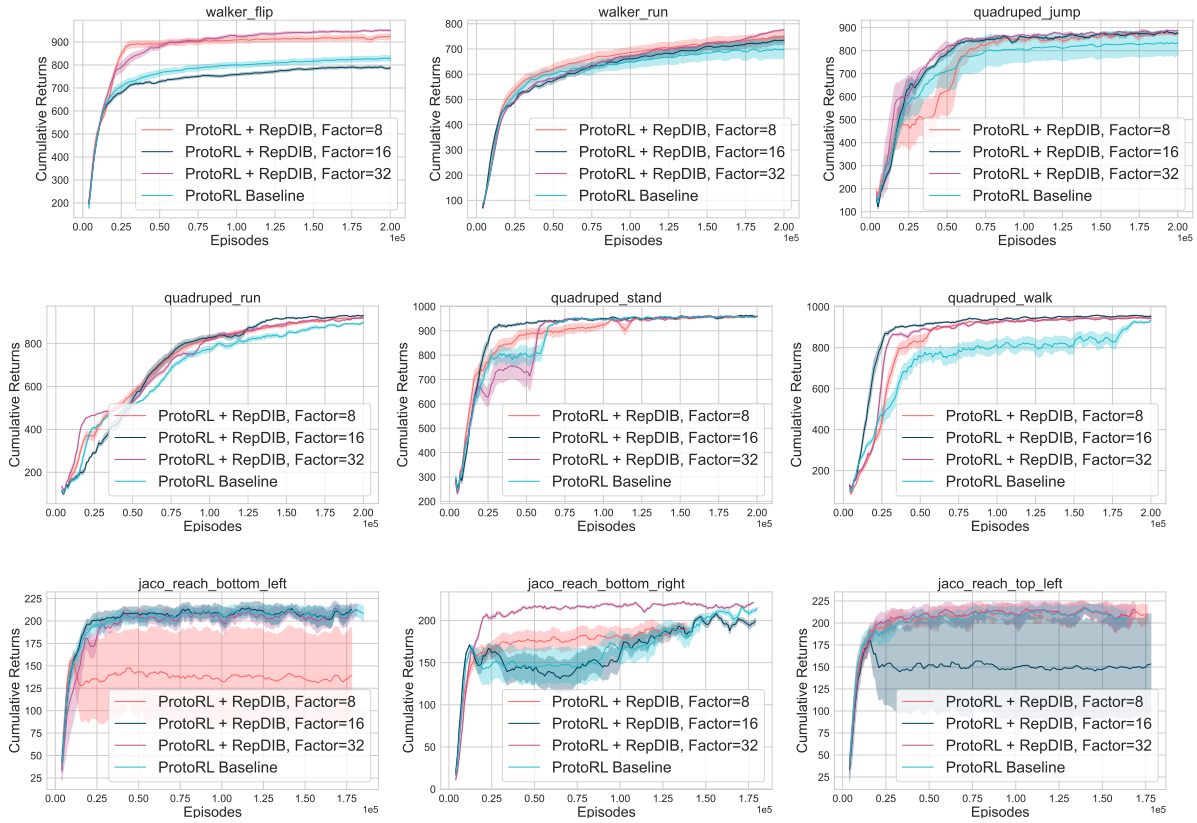 walker_flip
Cumulative Returns
900
800
700
600
500
400
300
200
ProtoRL + RepDIB, Factor=8
ProtoRL + RepDIB, Factor=16
ProtoRL + RepDIB, Factor=32
ProtoRL Baseline
0.00 0.25 0.50 0.75 1.00 1.25 1.50 1.75 2.00
1e5
Episodes
walker_run
Cumulative Returns
800
700
600
500
400
300
200
100
ProtoRL + RepDIB, Factor=8
ProtoRL + RepDIB, Factor=16
ProtoRL + RepDIB, Factor=32
ProtoRL Baseline
0.00 0.25 0.50 0.75 1.00 1.25 1.50 1.75 2.00
1e5
Episodes
quadruped_jump
Cumulative Returns
900
800
700
600
500
400
300
200
100
ProtoRL + RepDIB, Factor=8
ProtoRL + RepDIB, Factor=16
ProtoRL + RepDIB, Factor=32
ProtoRL Baseline
0.00 0.25 0.50 0.75 1.00 1.25 1.50 1.75 2.00
1e5
Episodes
quadruped_run
Cumulative Returns
800
600
400
200
ProtoRL + RepDIB, Factor=8
ProtoRL + RepDIB, Factor=16
ProtoRL + RepDIB, Factor=32
ProtoRL Baseline
0.00 0.25 0.50 0.75 1.00 1.25 1.50 1.75 2.00
1e5
Episodes
quadruped_stand
Cumulative Returns
1000
900
800
700
600
500
400
300
200
ProtoRL + RepDIB, Factor=8
ProtoRL + RepDIB, Factor=16
ProtoRL + RepDIB, Factor=32
ProtoRL Baseline
0.00 0.25 0.50 0.75 1.00 1.25 1.50 1.75 2.00
1e5
Episodes
quadruped_walk
Cumulative Returns
1000
800
600
400
200
ProtoRL + RepDIB, Factor=8
ProtoRL + RepDIB, Factor=16
ProtoRL + RepDIB, Factor=32
ProtoRL Baseline
0.00 0.25 0.50 0.75 1.00 1.25 1.50 1.75 2.00
1e5
Episodes
jaco_reach_bottom_left
Cumulative Returns
225
200
175
150
125
100
75
50
25
ProtoRL + RepDIB, Factor=8
ProtoRL + RepDIB, Factor=16
ProtoRL + RepDIB, Factor=32
ProtoRL Baseline
0.00 0.25 0.50 0.75 1.00 1.25 1.50 1.75
1e5
Episodes
jaco_reach_bottom_right
Cumulative Returns
200
150
100
50
0
ProtoRL + RepDIB, Factor=8
ProtoRL + RepDIB, Factor=16
ProtoRL + RepDIB, Factor=32
ProtoRL Baseline
0.00 0.25 0.50 0.75 1.00 1.25 1.50 1.75
1e5
Episodes
jaco_reach_top_left
Cumulative Returns
225
200
175
150
125
100
75
50
25
ProtoRL + RepDIB, Factor=8
ProtoRL + RepDIB, Factor=16
ProtoRL + RepDIB, Factor=32
ProtoRL Baseline
0.00 0.25 0.50 0.75 1.00 1.25 1.50 1.75
1e5
Episodes